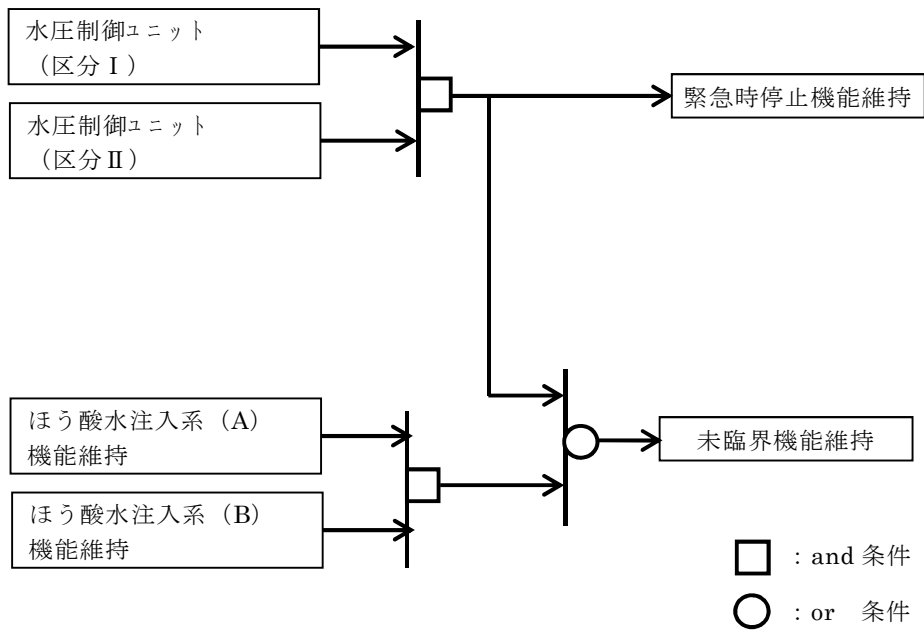 水圧制御ユニット
（区分Ⅰ）
緊急時停止機能維持
水圧制御ユニット
（区分Ⅱ）
ほう酸水注入系（A）
機能維持
未臨界機能維持
ほう酸水注入系（B）
機能維持
：and 条件
：or　条件